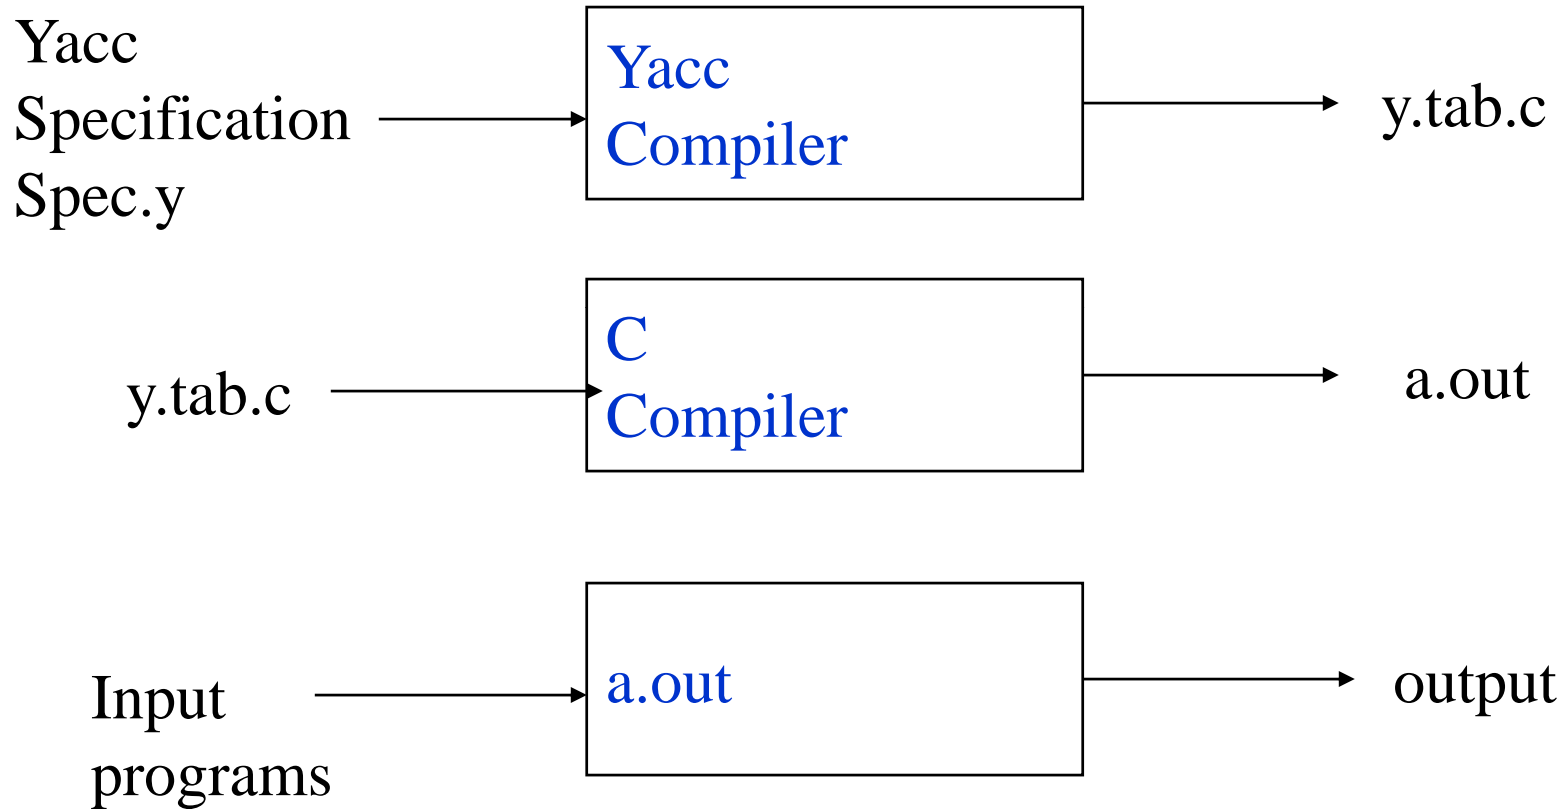 Yacc
Specification
Spec.y
Yacc
Compiler
y.tab.c
y.tab.c
C
Compiler
a.out
Input
programs
a.out
output